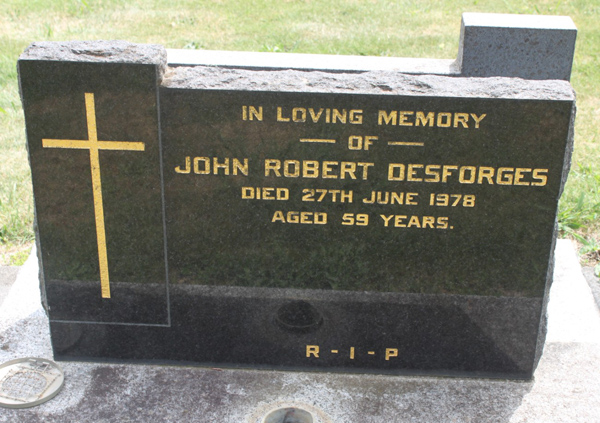 IN LOVING MEMORY
— OF —
JOHN ROBERT DESFORGES
DIED 27TH JUNE 1978
AGED 59 YEARS.
R - I - P